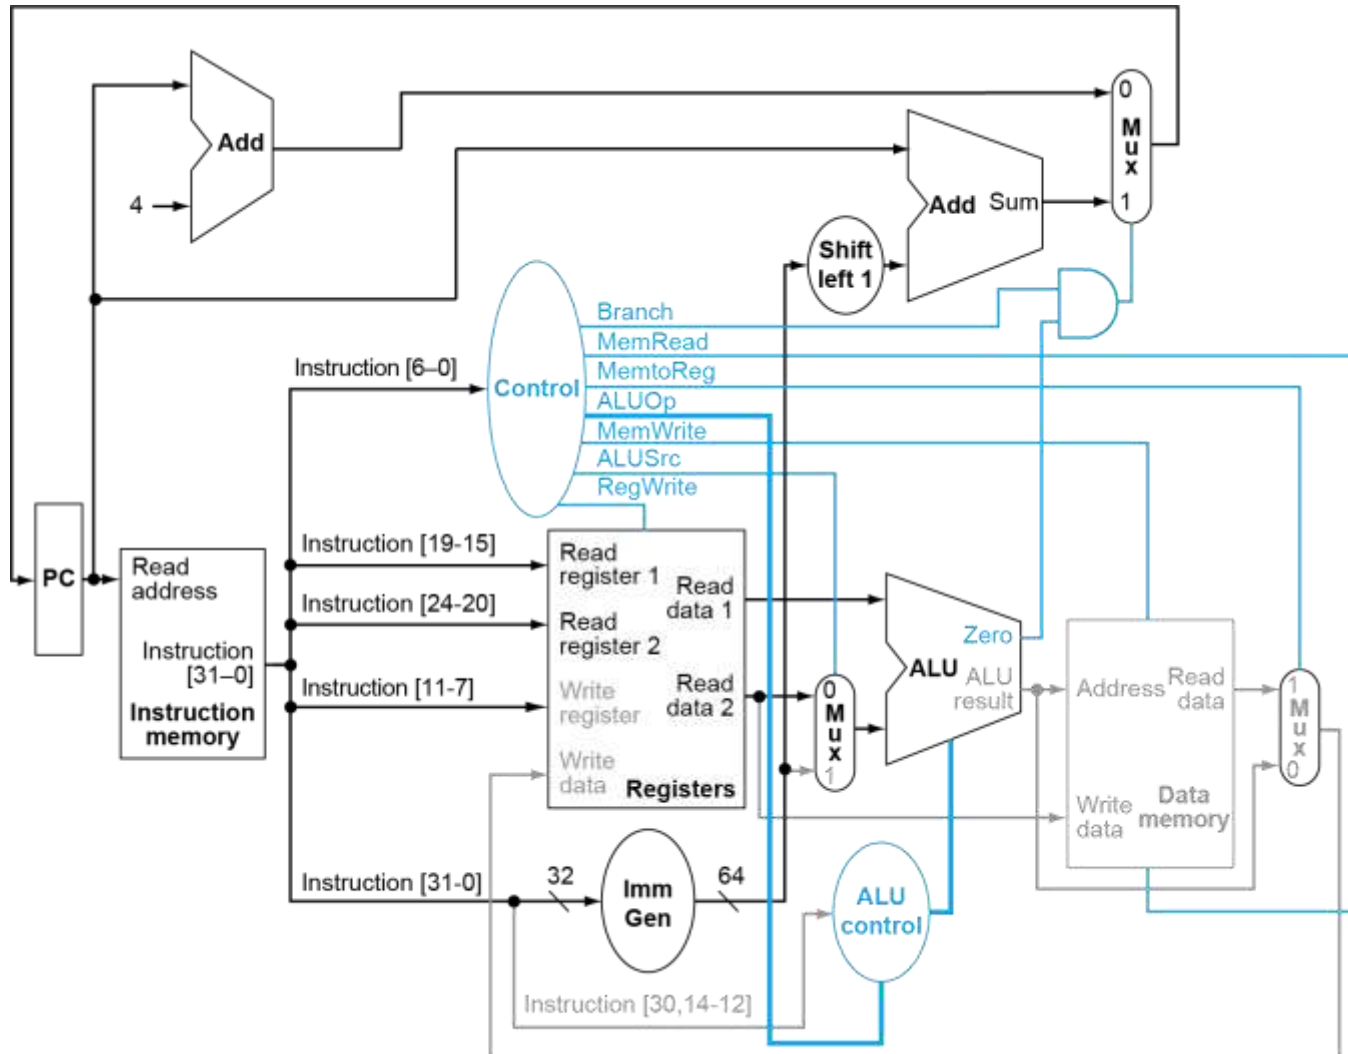 0
Mux
1
Add
4
Add Sum
Shift
left 1
Branch
MemRead
MemtoReg
ALUOp
MemWrite
ALUSrc
RegWrite
Control
Instruction [6–0]
PC
Read
address
Instruction
[31–0]
Instruction
memory
Instruction [19-15]
Instruction [24-20]
Instruction [11-7]
Instruction [31-0]
Read
register 1
Read
register 2
Write
register
Write
data
Read
data 1
Read
data 2
Registers
0
Mux
1
Zero
ALU
ALU
result
Address
Read
data
Write
data
Data
memory
1
Mux
0
32
Imm
Gen
64
ALU
control
Instruction [30,14-12]